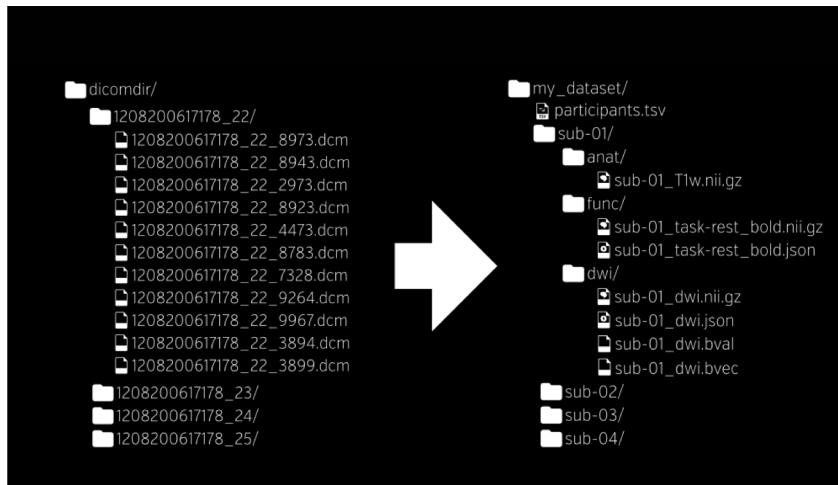 dicomdir/
1208200617178_22/
1208200617178_22_8973.dcm
1208200617178_22_8943.dcm
1208200617178_22_2973.dcm
1208200617178_22_8923.dcm
1208200617178_22_4473.dcm
1208200617178_22_8783.dcm
1208200617178_22_7328.dcm
1208200617178_22_9264.dcm
1208200617178_22_9967.dcm
1208200617178_22_3894.dcm
1208200617178_22_3899.dcm
1208200617178_23/
1208200617178_24/
1208200617178_25/
my_dataset/
participants.tsv
sub-01/
anat/
sub-01_T1w.nii.gz
func/
sub-01_task-rest_bold.nii.gz
sub-01_task-rest_bold.json
dwi/
sub-01_dwi.nii.gz
sub-01_dwi.json
sub-01_dwi.bval
sub-01_dwi.bvec
sub-02/
sub-03/
sub-04/